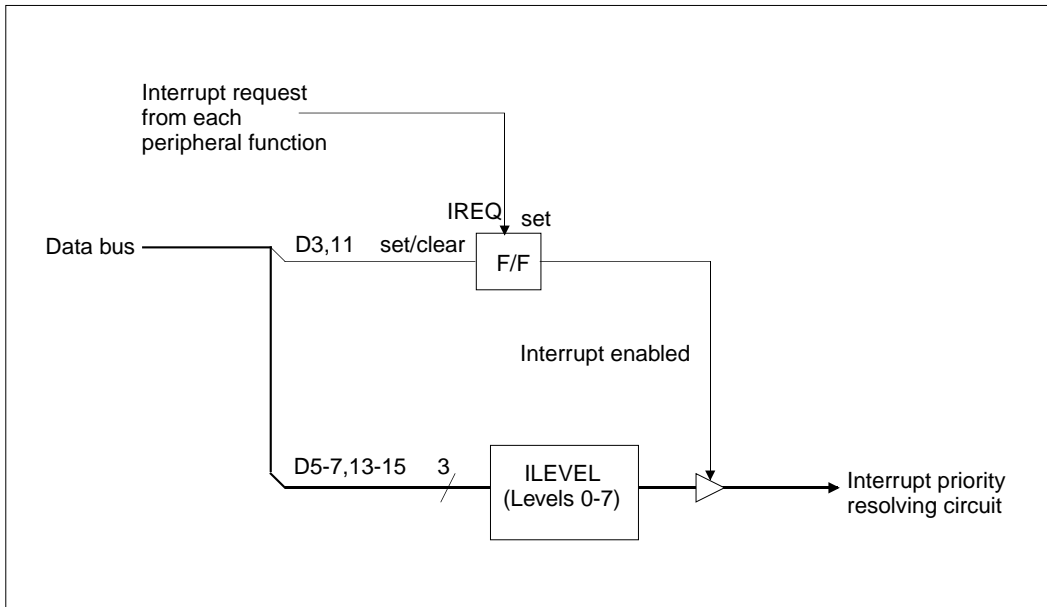 Interrupt request
from each
peripheral function
IREQ
set
Data bus
D3,11
set/clear
F/F
Interrupt enabled
D5-7,13-15
3
ILEVEL
(Levels 0-7)
Interrupt priority
resolving circuit